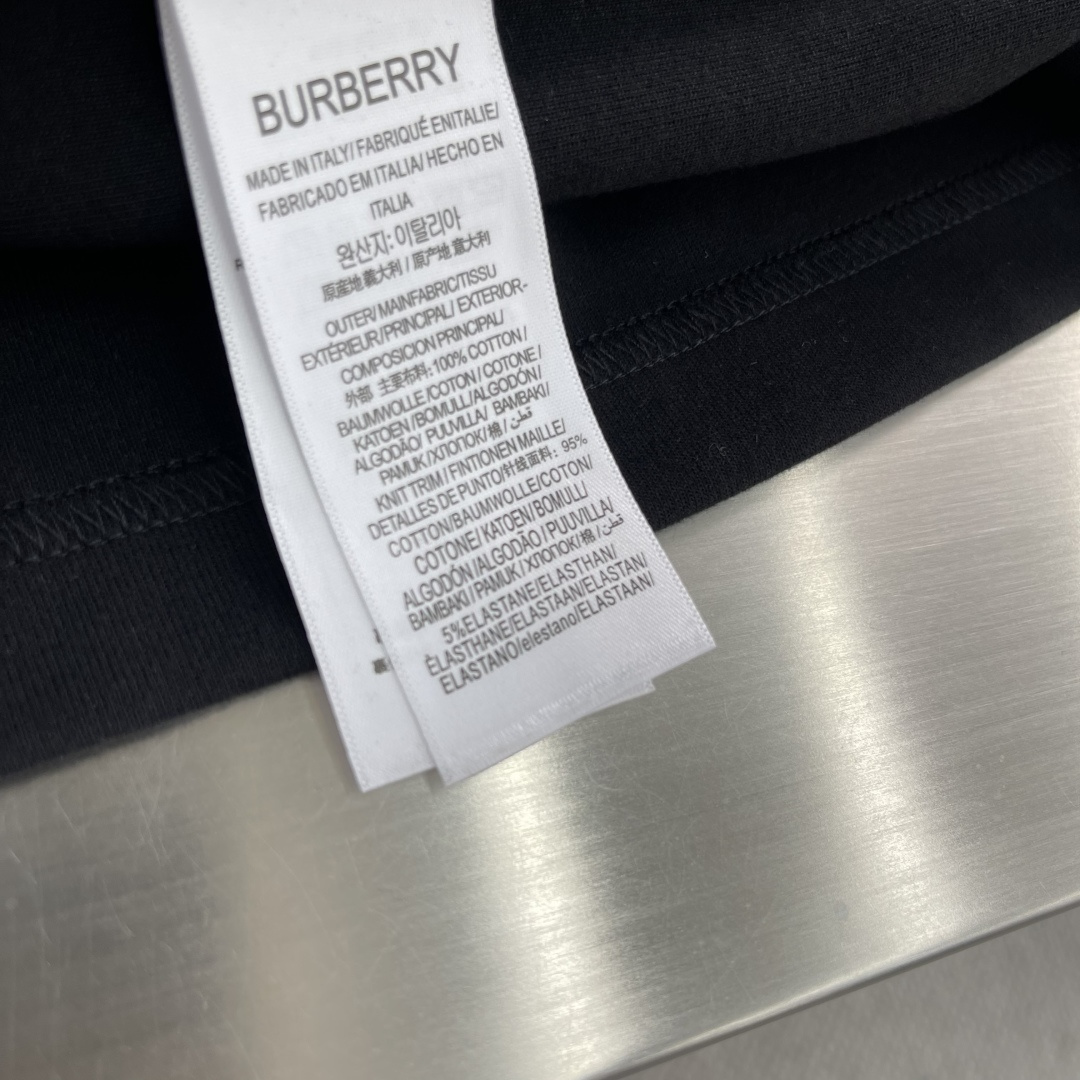 BURBERRY
MADE IN ITALY/ FABRIQUÉ ENITALIE/
FABRICADO EM ITALIA/ HECHO EN
ITALIA
완산지:이탈리아
原産地 義大利 / 原产地 意大利
OUTER/ MAINFABRIC/TISSU
EXTÉRIEUR/PRINCIPAL/ EXTERIOR-
COMPOSICION PRINCIPAL/
外部 主要布料: 100% COTTON /
BAUMWOLLE /COTON / COTONE /
KATOEN / BOMULL/ ALGODÓN/
ALGODÃO/ PUUVILLA/ BAMBAKI/
PAMUK / ХЛОПОК/ 棉 / قطن /
KNIT TRIM / FINTIONEN MAILLE/
DETALLES DE PUNTO/针线面料: 95%
COTTON/BAUMWOLLE/COTON/
COTONE/ KATOEN/BOMULL/
ALGODÓN/ALGODÃO / PUUVILLA/
BAMBAKI / PAMUK / ХЛОПОК/ 棉/ قطن/
5%ELASTANE/ELASTHAN/
ÈLASTHANE/ELASTAAN/ELASTAN/
ELASTANO/elestano/ELASTAAN/